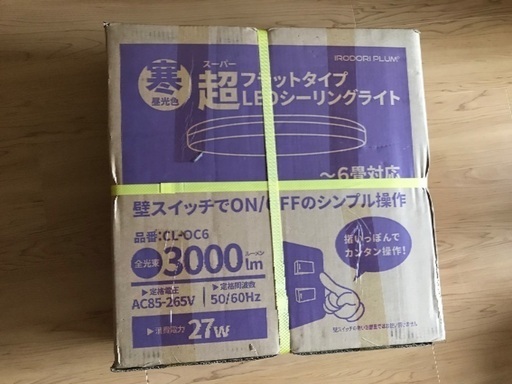 寒
昼光色
スーパー
超フラットタイプ
LEDシーリングライト
IRODORI PLUM
～6畳対応
壁スイッチでON/OFFのシンプル操作
品番:CL-OC6
全光束 3000lm
ルーメン
▶定格電圧
AC85-265V
▶定格周波数
50/60Hz
▶消費電力 27W
指いっぽんで
カンタン操作!